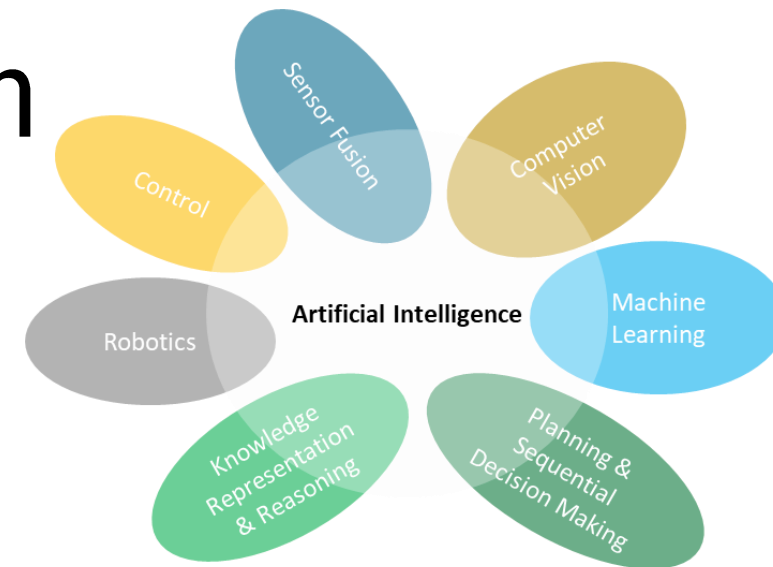 n
Sensor Fusion
Computer
Vision
Control
Artificial Intelligence
Machine
Learning
Robotics
Knowledge
Representation
& Reasoning
Planning &
Sequential
Decision Making